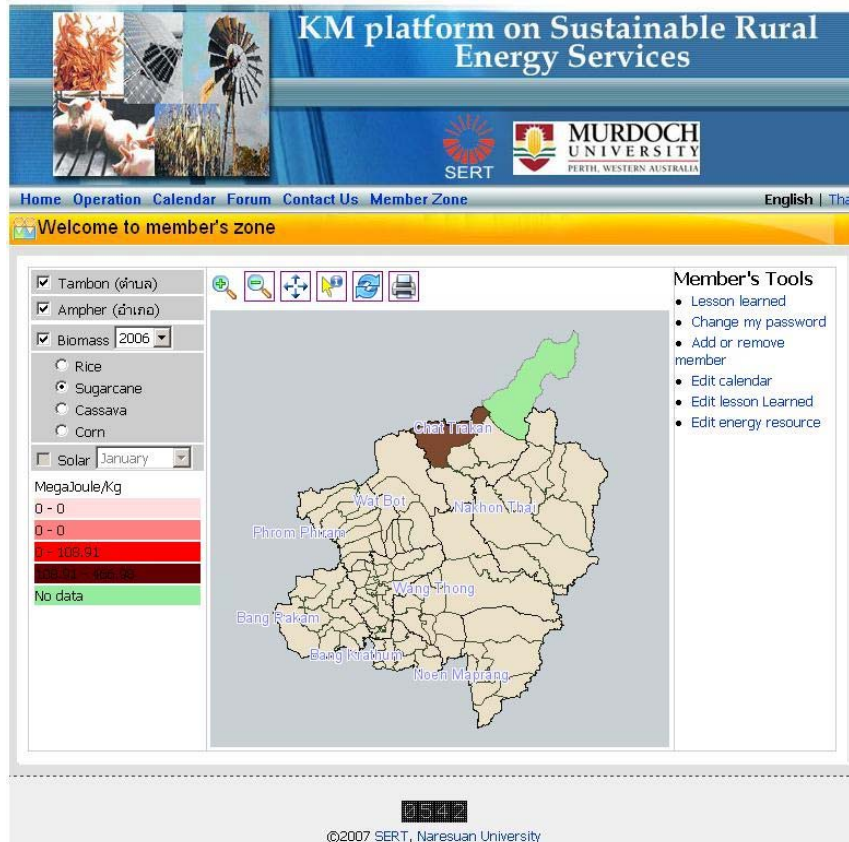 KM platform on Sustainable Rural
Energy Services
SERT
MURDOCH
UNIVERSITY
PERTH, WESTERN AUSTRALIA
Home Operation Calendar Forum Contact Us Member Zone
English | Tha
Welcome to member's zone
Tambon (ตำบล)
Ampher (อำเภอ)
Biomass 2006
Rice
Sugarcane
Cassava
Corn
Solar January
MegaJoule/Kg
0 - 0
0 - 0
0 - 108.91
108.91 -
No data
Chat Trakan
Wat Bot
Nakhon Thai
Phrom Phiram
Wang Thong
Bang Rakam
Bang Krathum
Noen Maprang
Member's Tools
Lesson learned
Change my password
Add or remove
member
Edit calendar
Edit lesson Learned
Edit energy resource
0542
©2007 SERT, Naresuan University